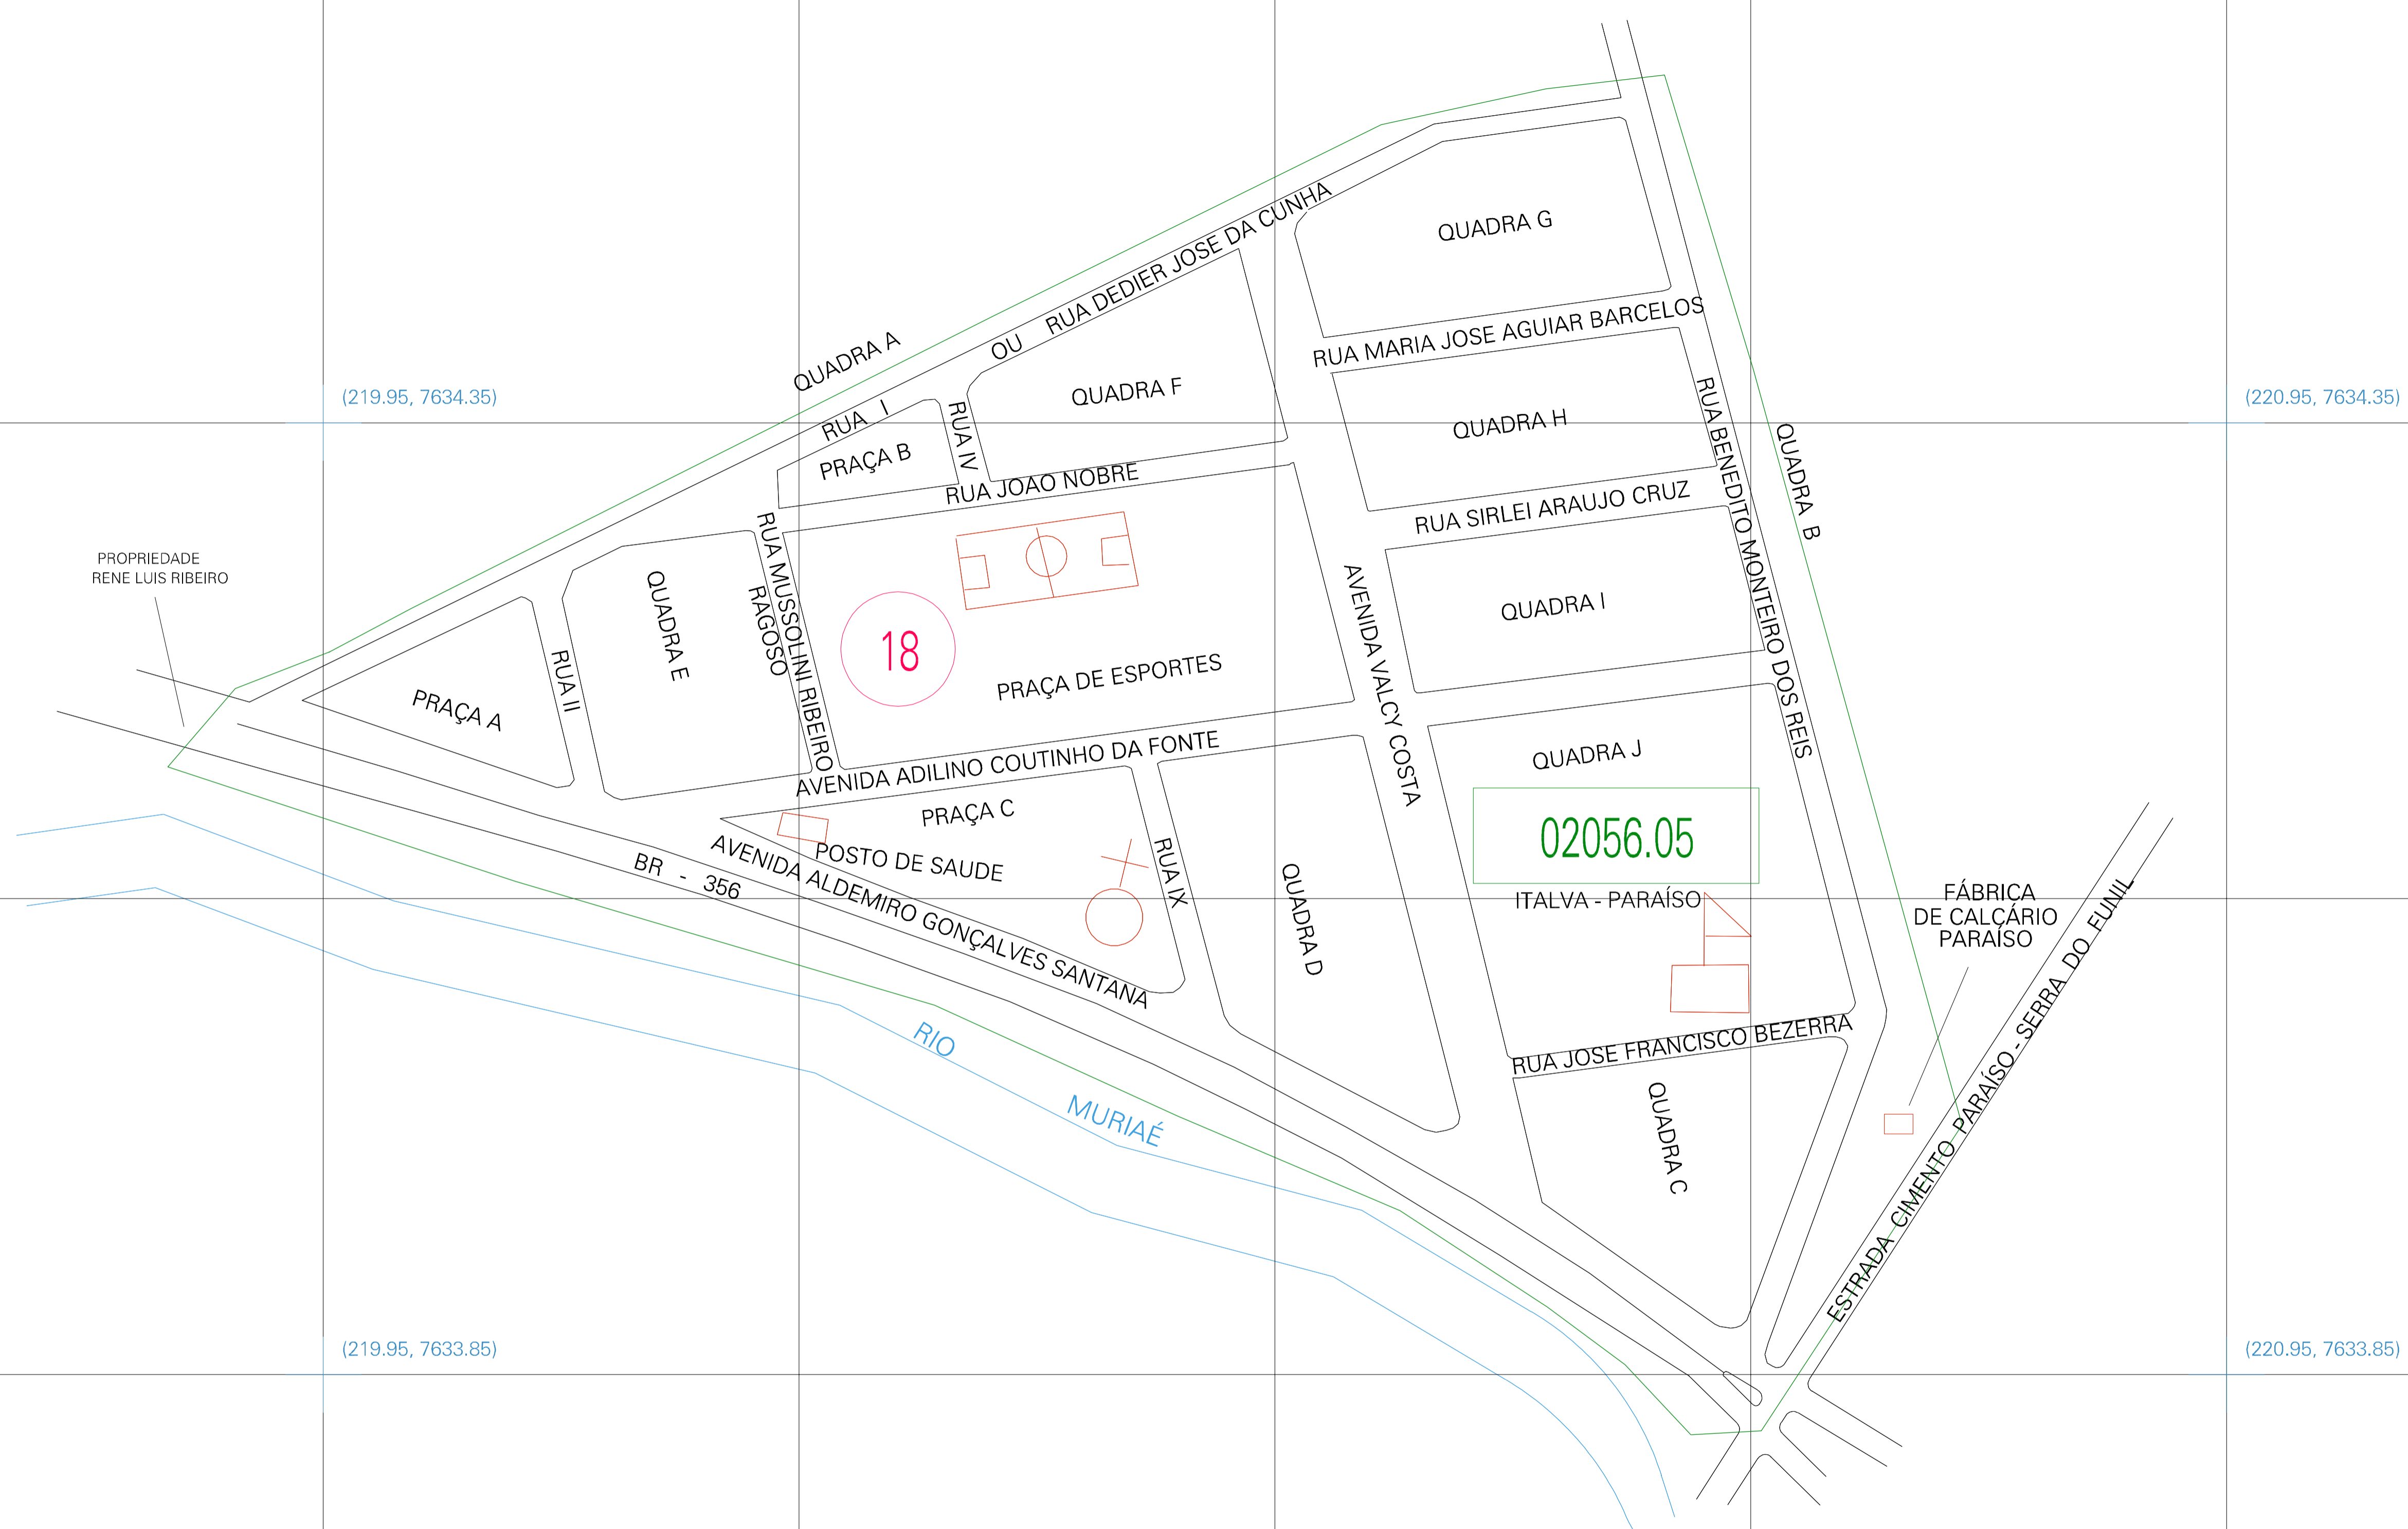 QUADRA G
RUA DEDIER JOSE DA CUNHA
OU
RUA I
QUADRA A
RUA MARIA JOSE AGUIAR BARCELOS
(219.95, 7634.35)
(220.95, 7634.35)
QUADRA F
QUADRA H
PRAÇA B
RUA IV
RUA JOAO NOBRE
RUA BENEDITO MONTEIRO DOS REIS
QUADRA B
RUA SIRLEI ARAUJO CRUZ
PROPRIEDADE
RENE LUIS RIBEIRO
QUADRA E
RUA MUSSOLINI RIBEIRO
RAGOSO
18
QUADRA I
AVENIDA VALCY COSTA
PRAÇA A
RUA II
PRAÇA DE ESPORTES
AVENIDA ADILINO COUTINHO DA FONTE
QUADRA J
PRAÇA C
02056.05
POSTO DE SAUDE
RUA IX
AVENIDA ALDEMIRO GONÇALVES SANTANA
BR - 356
QUADRA D
ITALVA - PARAÍSO
FÁBRICA
DE CALCÁRIO
PARAÍSO
ESTRADA CIMENTO PARAÍSO - SERRA DO FUNIL
RUA JOSE FRANCISCO BEZERRA
RIO
MURIAÉ
QUADRA C
(219.95, 7633.85)
(220.95, 7633.85)